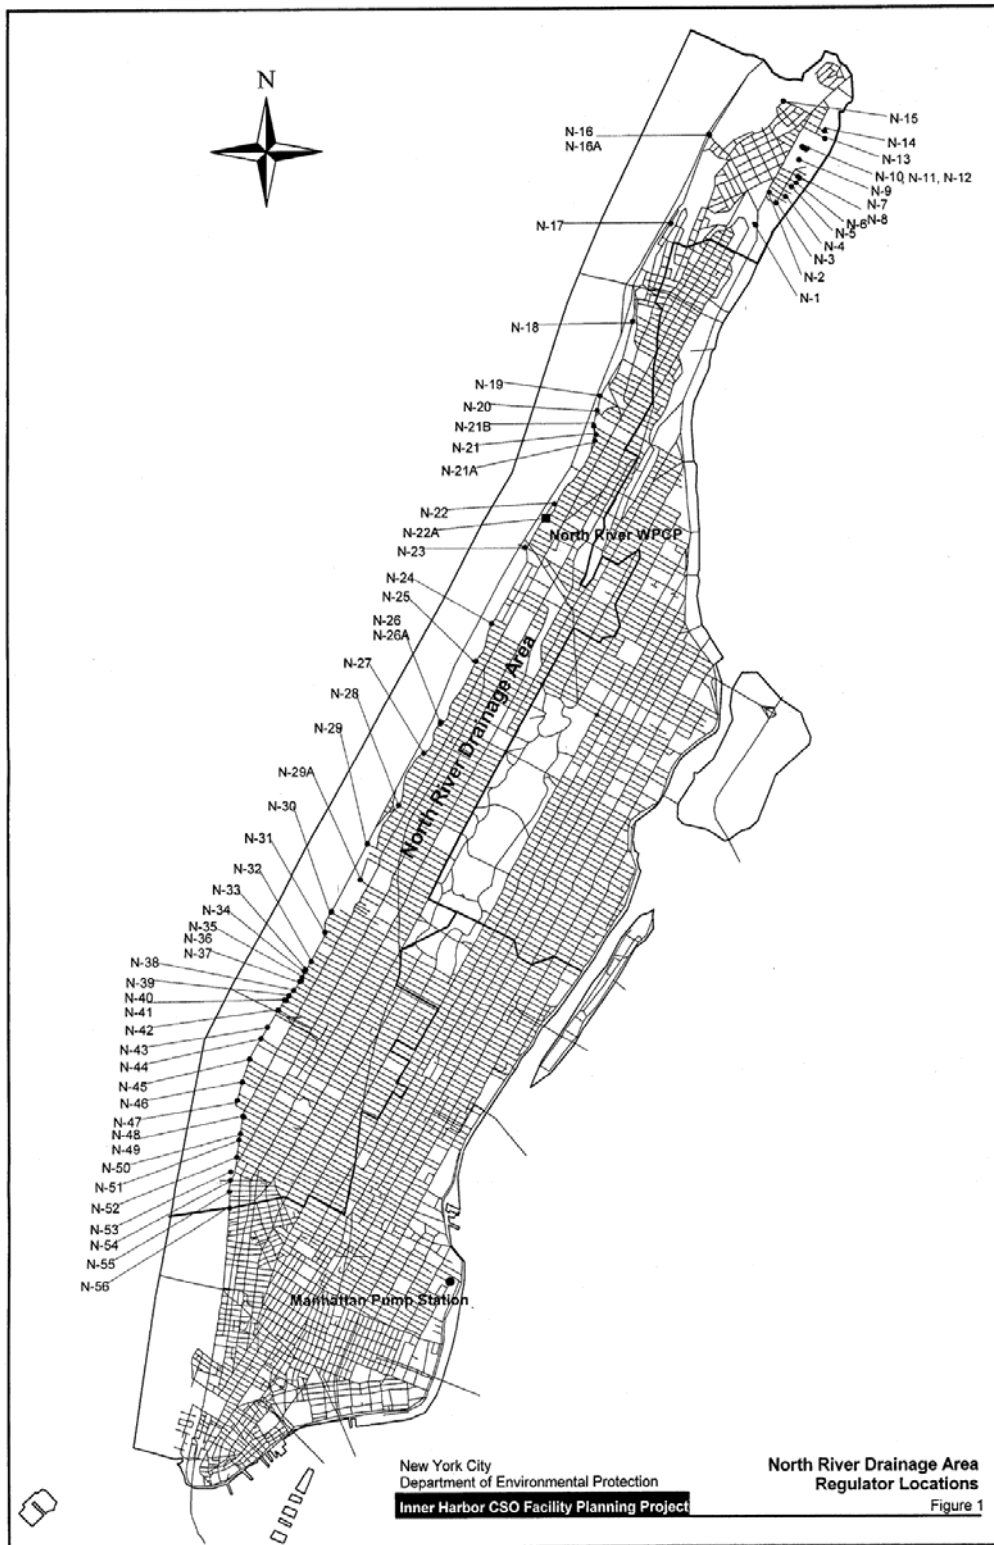 N
N-15
N-16
N-16A
N-14
N-13
N-10, N-11, N-12
N-9
N-7
N-8
N-6
N-5
N-4
N-3
N-2
N-1
N-17
N-18
N-19
N-20
N-21B
N-21
N-21A
N-22
N-22A
North River WPCP
N-23
N-24
N-25
N-26
N-26A
N-27
N-28
N-29
North River Drainage Area
N-29A
N-30
N-31
N-32
N-33
N-34
N-35
N-36
N-37
N-38
N-39
N-40
N-41
N-42
N-43
N-44
N-45
N-46
N-47
N-48
N-49
N-50
N-51
N-52
N-53
N-54
N-55
N-56
Manhattan Pump Station
New York City
Department of Environmental Protection
Inner Harbor CSO Facility Planning Project
North River Drainage Area
Regulator Locations
Figure 1